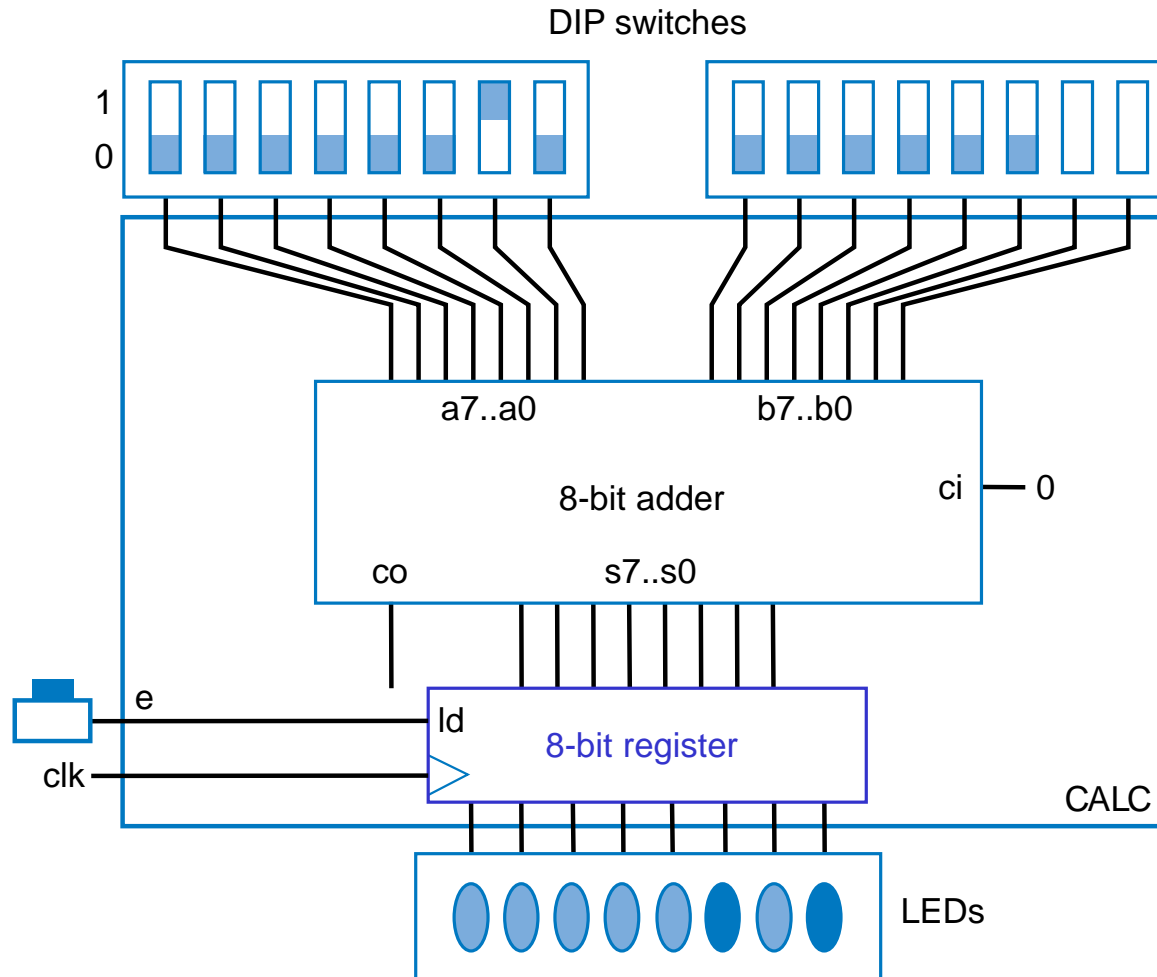 DIP switches
1
0
a7..a0
b7..b0
8-bit adder
ci
0
co
s7..s0
e
ld
8-bit register
clk
CALC
LEDs